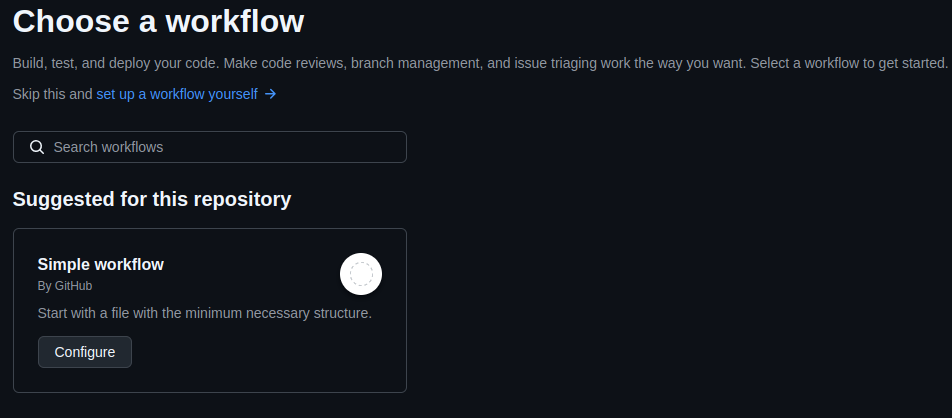 Choose a workflow
Build, test, and deploy your code. Make code reviews, branch management, and issue triaging work the way you want. Select a workflow to get started.
Skip this and set up a workflow yourself →
Search workflows
Suggested for this repository
Simple workflow
By GitHub
Start with a file with the minimum necessary structure.
Configure